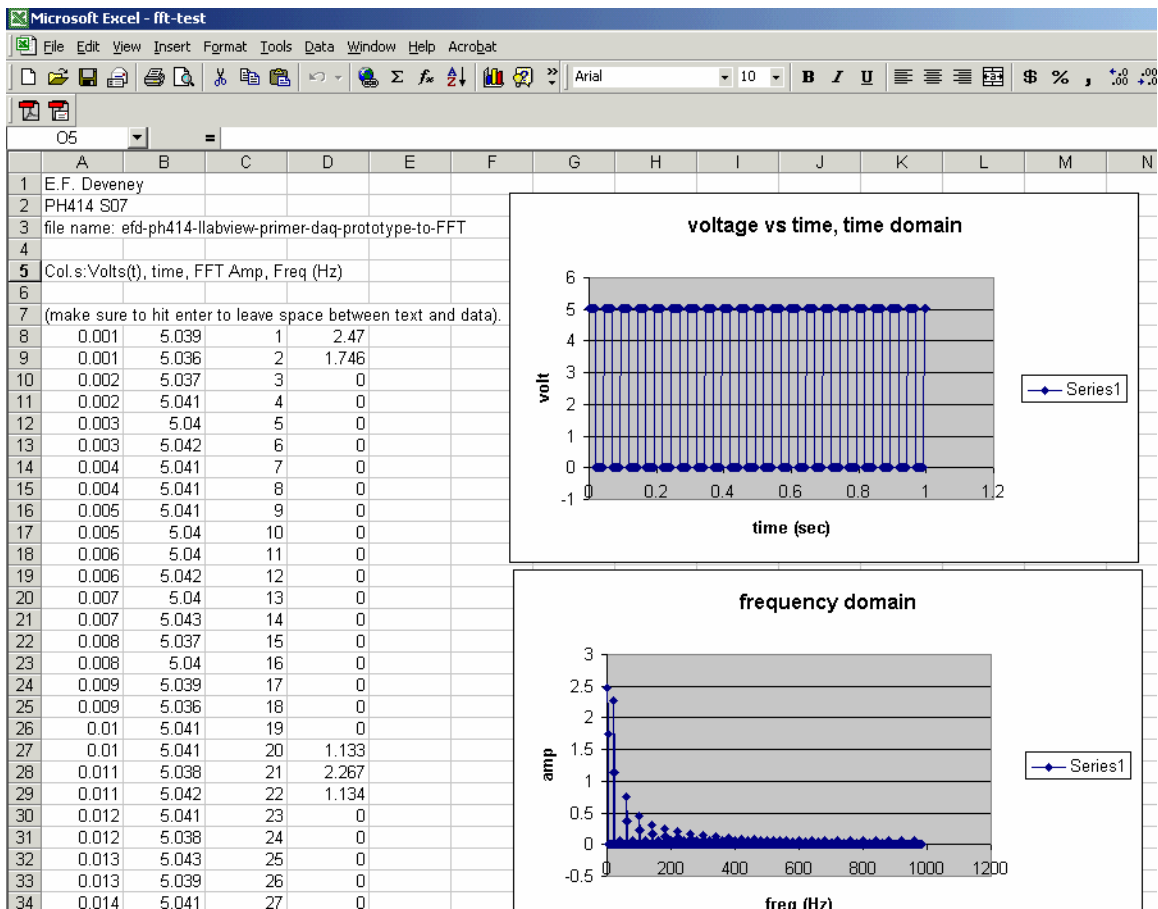 Microsoft Excel - fft-test
File Edit View Insert Format Tools Data Window Help Acrobat
Arial 10 B I U $ % ,
O5 =
A B C D E F G H I J K L M N
1 E.F. Deveney
2 PH414 S07
3 file name: efd-ph414-llabview-primer-daq-prototype-to-FFT
4
5 Col.s:Volts(t), time, FFT Amp, Freq (Hz)
6
7 (make sure to hit enter to leave space between text and data).
8 0.001 5.039 1 2.47
9 0.001 5.036 2 1.746
10 0.002 5.037 3 0
11 0.002 5.041 4 0
12 0.003 5.04 5 0
13 0.003 5.042 6 0
14 0.004 5.041 7 0
15 0.004 5.041 8 0
16 0.005 5.041 9 0
17 0.005 5.04 10 0
18 0.006 5.04 11 0
19 0.006 5.042 12 0
20 0.007 5.04 13 0
21 0.007 5.043 14 0
22 0.008 5.037 15 0
23 0.008 5.04 16 0
24 0.009 5.039 17 0
25 0.009 5.036 18 0
26 0.01 5.041 19 0
27 0.01 5.041 20 1.133
28 0.011 5.038 21 2.267
29 0.011 5.042 22 1.134
30 0.012 5.041 23 0
31 0.012 5.038 24 0
32 0.013 5.043 25 0
33 0.013 5.039 26 0
34 0.014 5.041 27 0
voltage vs time, time domain
6
5
4
3
2
1
0
-1
volt
0 0.2 0.4 0.6 0.8 1 1.2
time (sec)
Series1
frequency domain
3
2.5
2
1.5
1
0.5
0
-0.5
amp
0 200 400 600 800 1000 1200
freq (Hz)
Series1